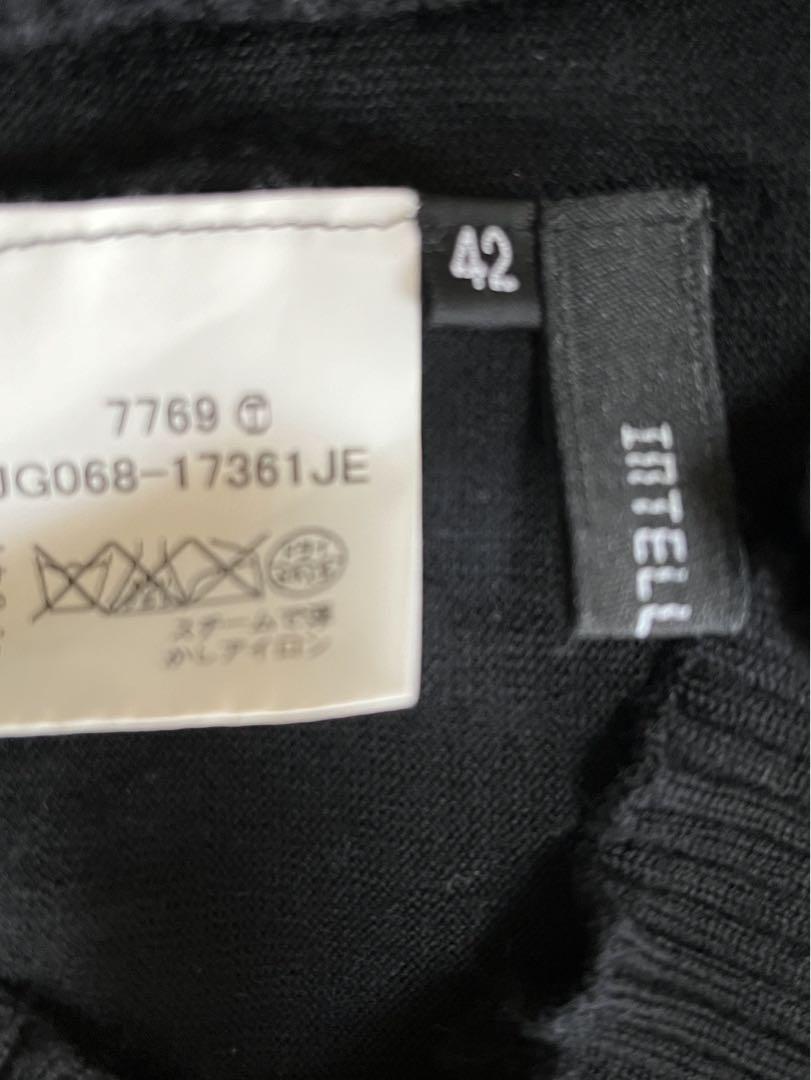 42
INTELL
7769 Ⓣ
JG068-17361JE
スチームで浮
かしアイロン